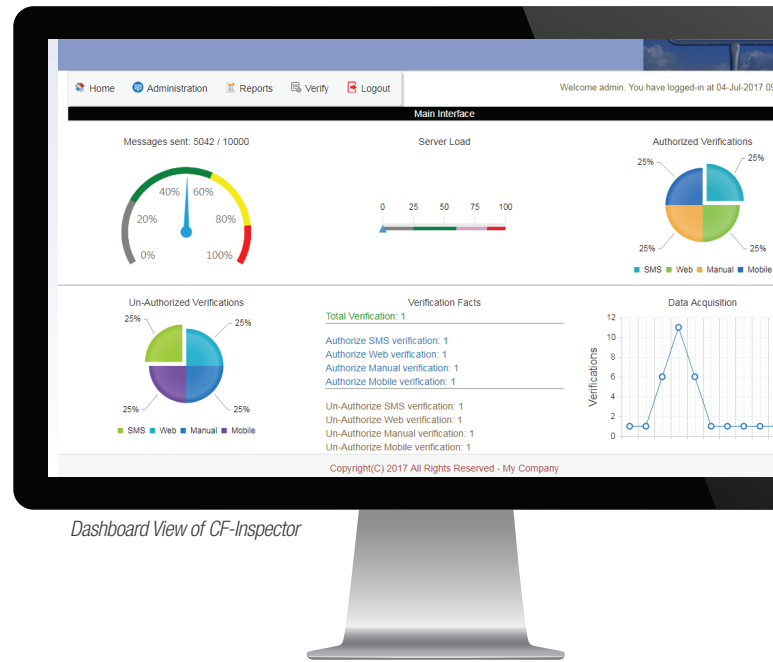 Home Administration Reports Verify Logout
Welcome admin. You have logged-in at 04-Jul-2017
Main Interface
Messages sent: 5042 / 10000
0%
20%
40%
60%
80%
100%
Server Load
0 25 50 75 100
Authorized Verifications
25% 25%
25% 25%
SMS Web Manual Mobile
Un-Authorized Verifications
25% 25%
25% 25%
SMS Web Manual Mobile
Verification Facts
Total Verification: 1
Authorize SMS verification: 1
Authorize Web verification: 1
Authorize Manual verification: 1
Authorize Mobile verification: 1
Un-Authorize SMS verification: 1
Un-Authorize Web verification: 1
Un-Authorize Manual verification: 1
Un-Authorize Mobile verification: 1
Data Acquisition
Verifications
12
10
8
6
4
2
0
Copyright(C) 2017 All Rights Reserved - My Company
Dashboard View of CF-Inspector